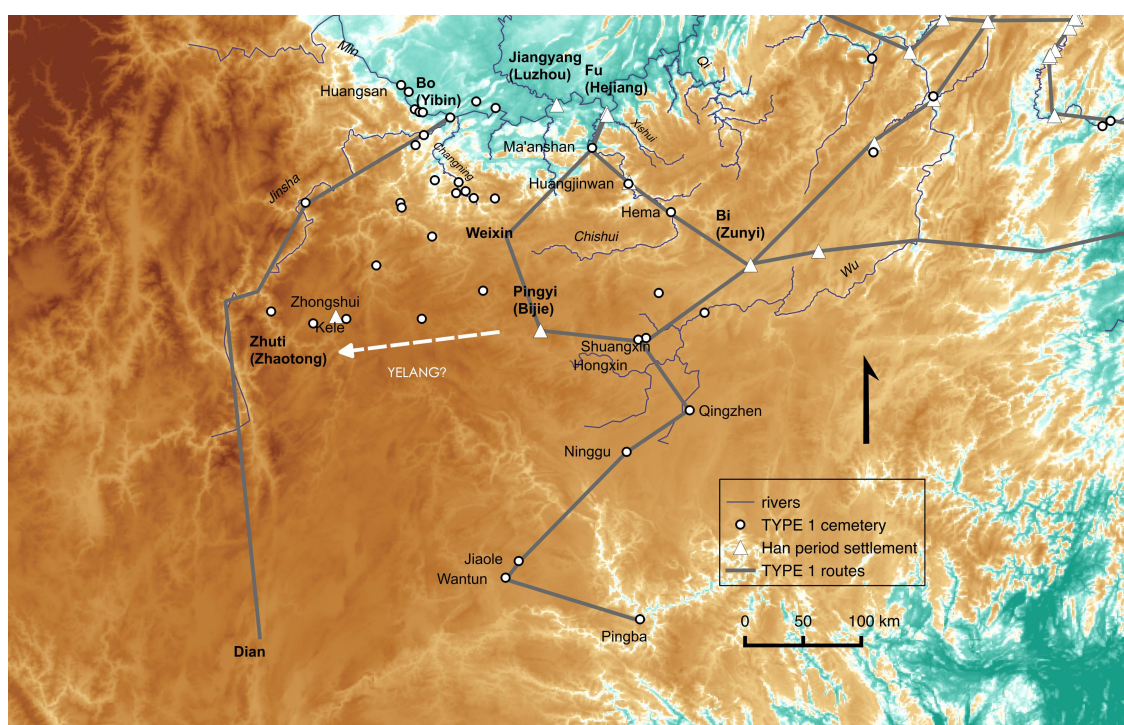 Min
Jiangyang
(Luzhou)
Fu
(Hejiang)
Qi
Huangsan
Bo
(Yibin)
Xishui
Ma'anshan
Changning
Huangjinwan
Jinsha
Hema
Bi
(Zunyi)
Weixin
Chishui
Wu
Pingyi
(Bijie)
Zhongshui
Kele
Zhuti
(Zhaotong)
YELANG?
Shuangxin
Hongxin
Qingzhen
Ninggu
rivers
TYPE 1 cemetery
Han period settlement
TYPE 1 routes
Jiaole
Wantun
0 50 100 km
Pingba
Dian